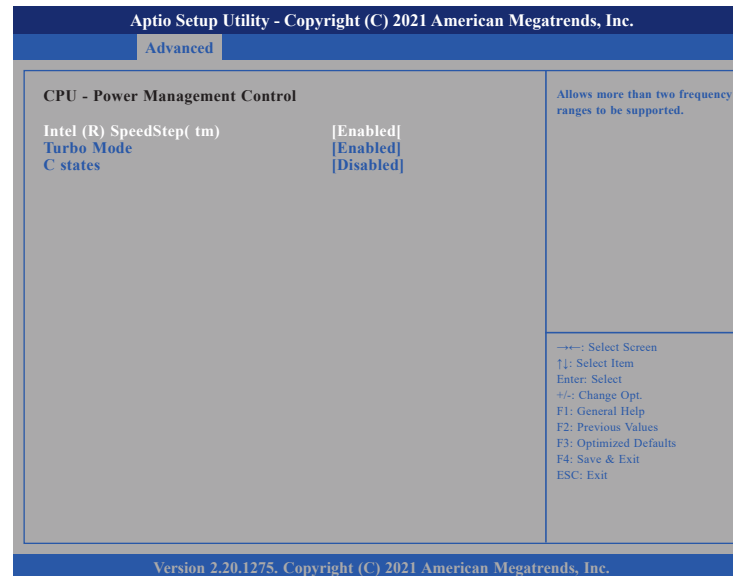 Aptio Setup Utility - Copyright (C) 2021 American Megatrends, Inc.
Advanced
CPU - Power Management Control
Intel (R) SpeedStep( tm) [Enabled[
Turbo Mode [Enabled]
C states [Disabled]
Allows more than two frequency
ranges to be supported.
→←: Select Screen
↑↓: Select Item
Enter: Select
+/-: Change Opt.
F1: General Help
F2: Previous Values
F3: Optimized Defaults
F4: Save & Exit
ESC: Exit
Version 2.20.1275. Copyright (C) 2021 American Megatrends, Inc.